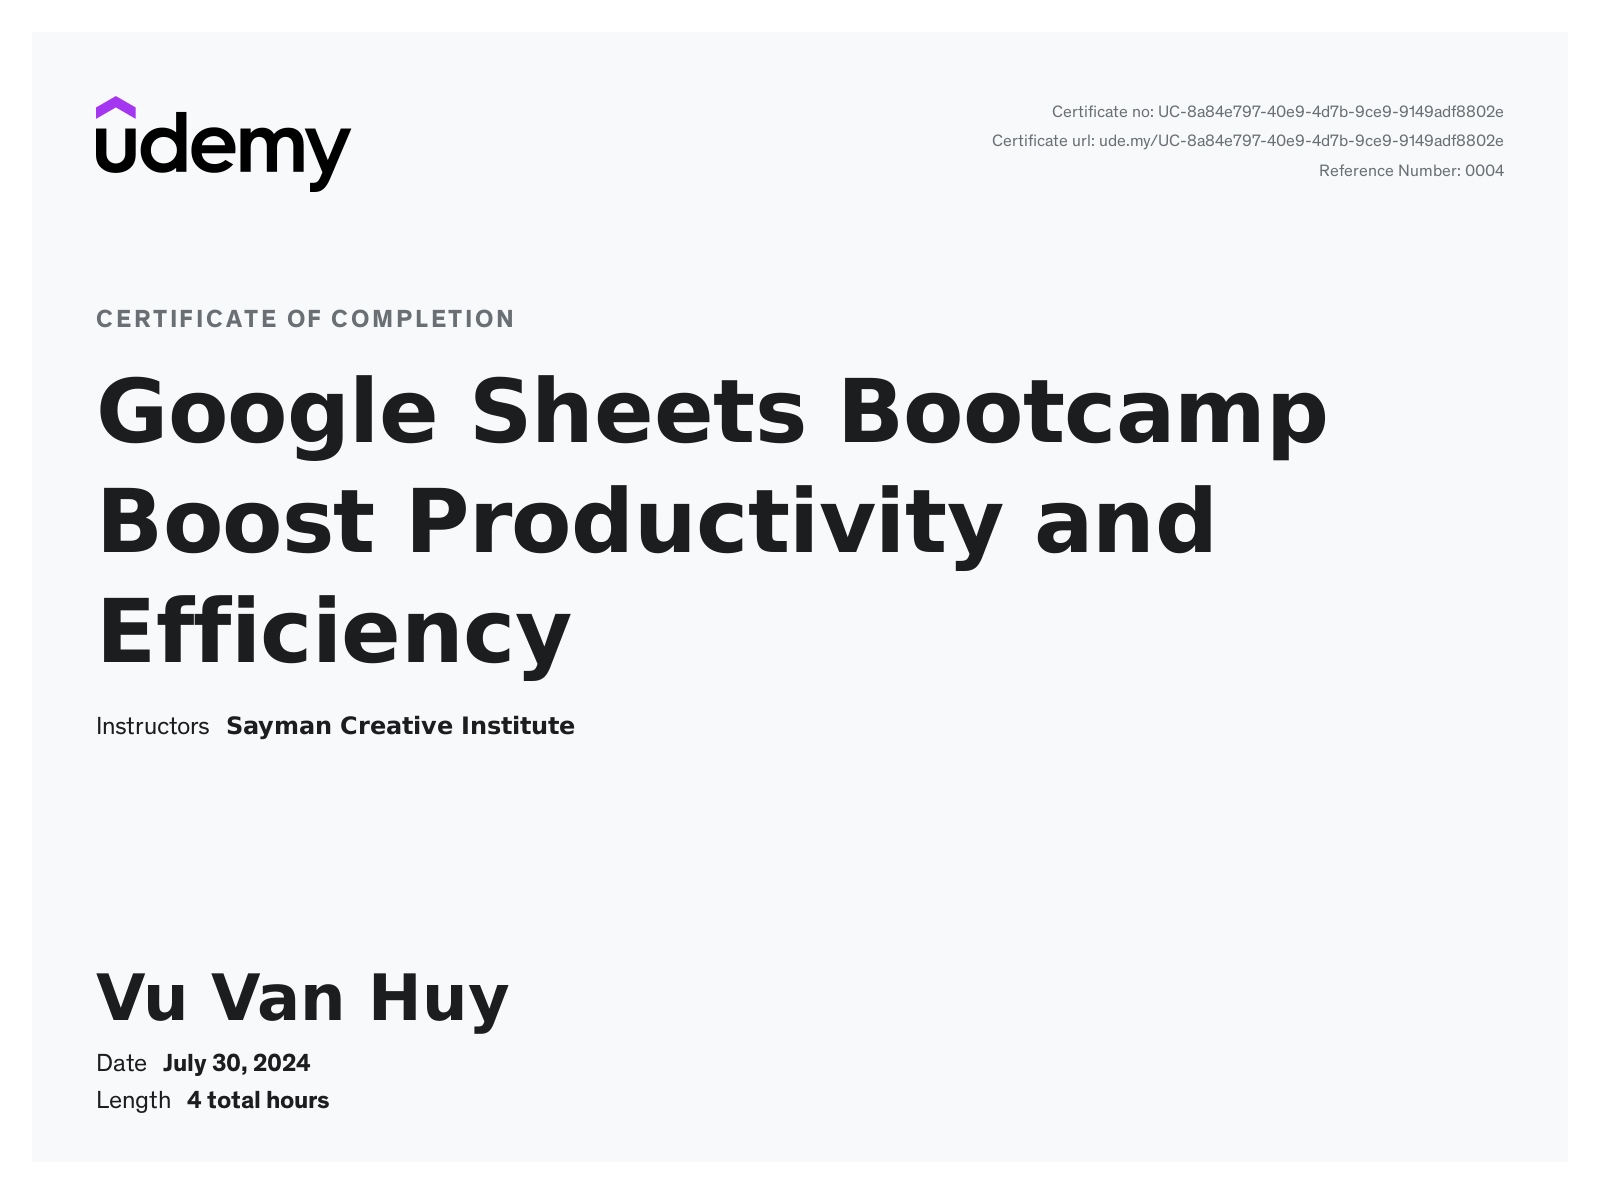 udemy
Certificate no: UC-8a84e797-40e9-4d7b-9ce9-9149adf8802e
Certificate url: ude.my/UC-8a84e797-40e9-4d7b-9ce9-9149adf8802e
Reference Number: 0004
CERTIFICATE OF COMPLETION
Google Sheets Bootcamp
Boost Productivity and
Efficiency
Instructors Sayman Creative Institute
Vu Van Huy
Date July 30, 2024
Length 4 total hours